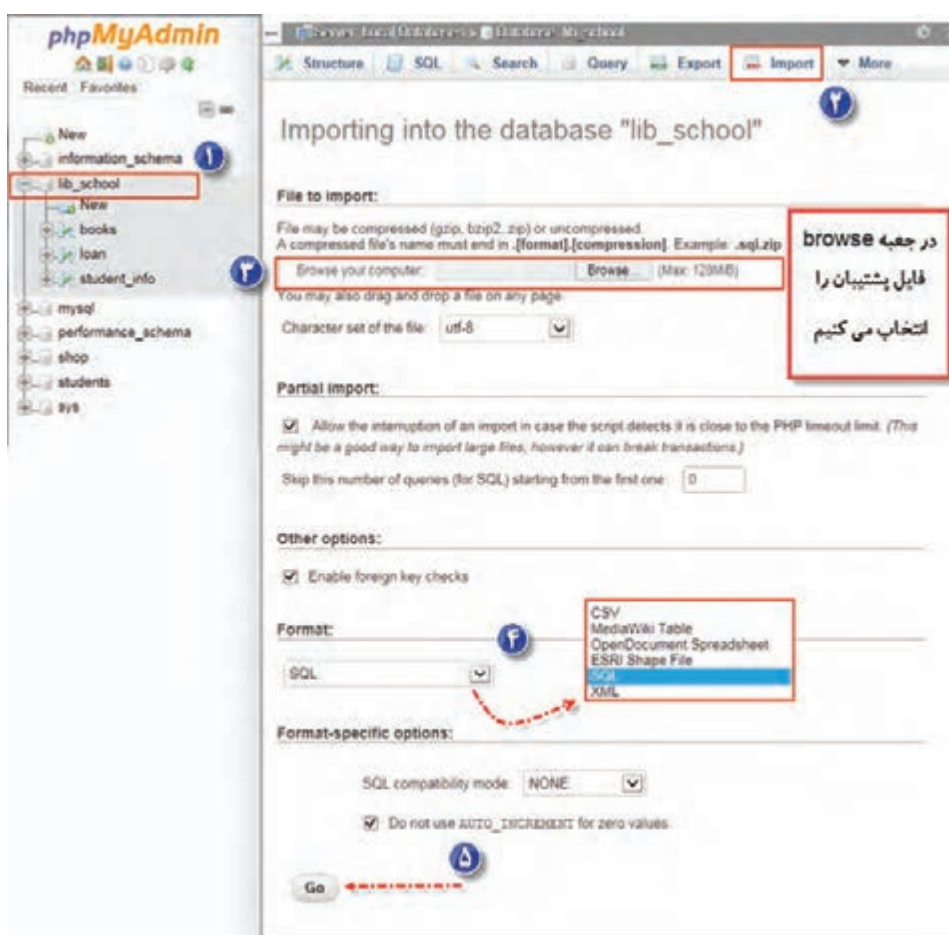 phpMyAdmin
Recent Favorites
New
information_schema
۱
lib_school
New
books
loan
student_info
mysql
performance_schema
shop
students
sys
Structure SQL Search Query Export Import More
۲
Importing into the database "lib_school"
File to import:
File may be compressed (gzip, bzip2, zip) or uncompressed.
A compressed file's name must end in .[format].[compression]. Example: .sql.zip
۳
Browse your computer: Browse... (Max: 128MiB)
You may also drag and drop a file on any page.
Character set of the file: utf-8
در جعبه browse
فایل پشتیبان را
انتخاب می کنیم
Partial import:
Allow the interruption of an import in case the script detects it is close to the PHP timeout limit. (This
might be a good way to import large files, however it can break transactions.)
Skip this number of queries (for SQL) starting from the first one: 0
Other options:
Enable foreign key checks
Format:
۴
SQL
CSV
MediaWiki Table
OpenDocument Spreadsheet
ESRI Shape File
SQL
XML
Format-specific options:
SQL compatibility mode: NONE
Do not use AUTO_INCREMENT for zero values
۵
Go